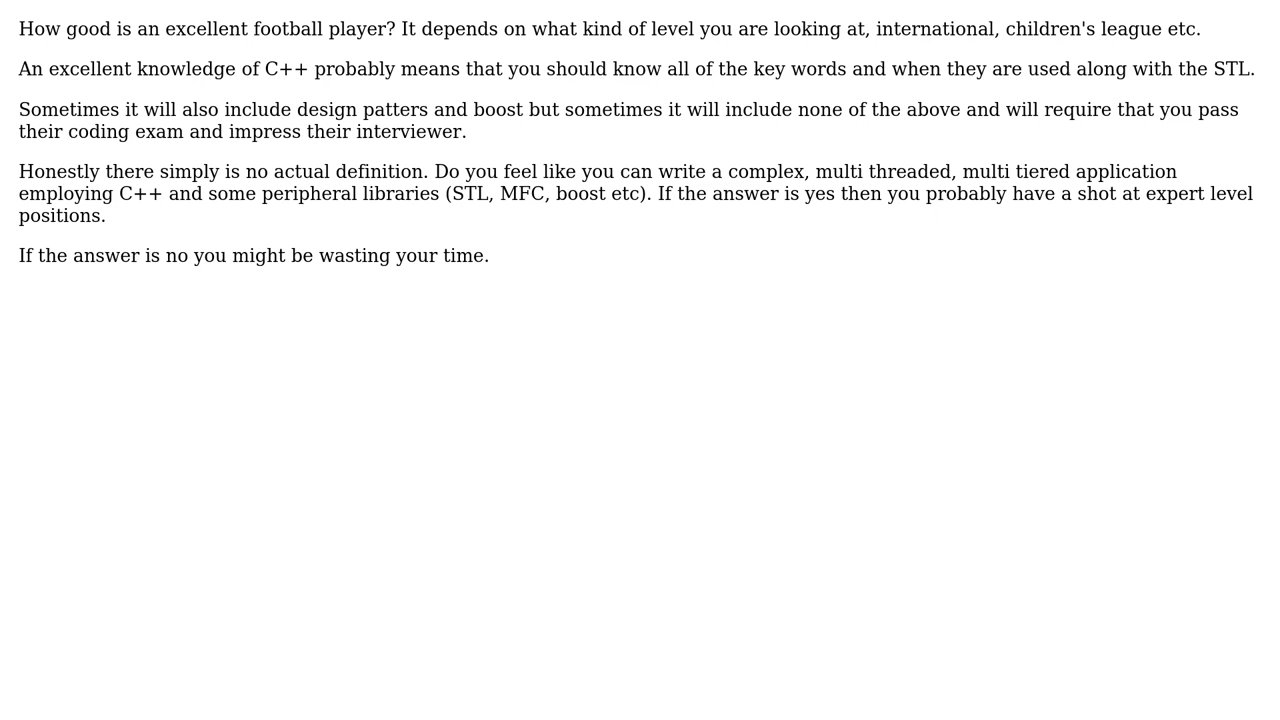 How good is an excellent football player? It depends on what kind of level you are looking at, international, children's league etc.
An excellent knowledge of C++ probably means that you should know all of the key words and when they are used along with the STL.
Sometimes it will also include design patters and boost but sometimes it will include none of the above and will require that you pass
their coding exam and impress their interviewer.
Honestly there simply is no actual definition. Do you feel like you can write a complex, multi threaded, multi tiered application
employing C++ and some peripheral libraries (STL, MFC, boost etc). If the answer is yes then you probably have a shot at expert level
positions.
If the answer is no you might be wasting your time.